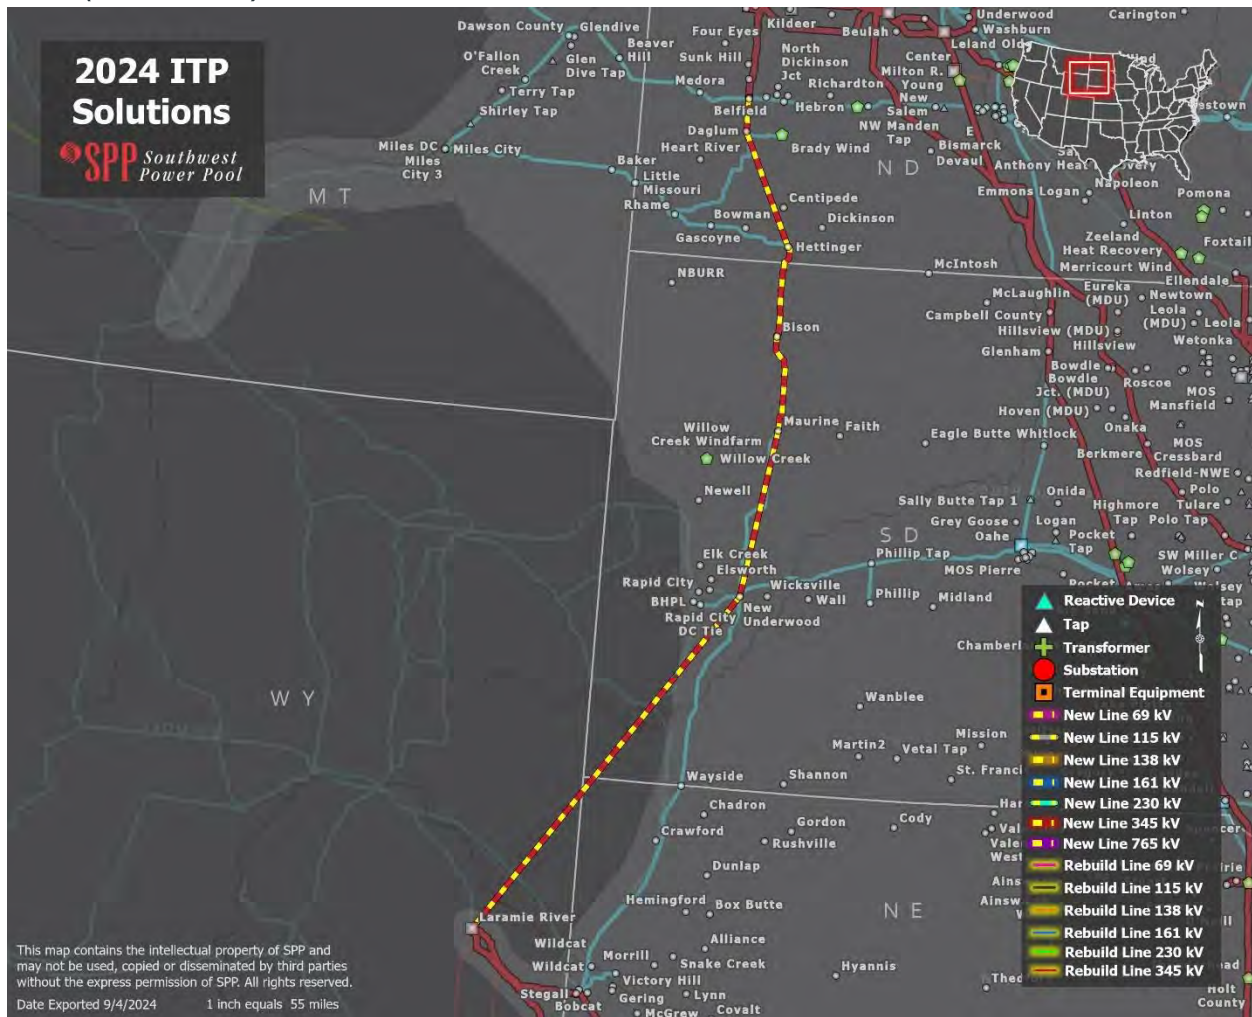 2024 ITP
Solutions
SPP Southwest
Power Pool
Dawson County
Glendive
O'Fallon
Creek
Glen
Dive Tap
Beaver
Hill
Terry Tap
Shirley Tap
Miles DC
Miles
City 3
Miles City
Four Eyes
Sunk Hill
Medora
Belfield
Daglum
Heart River
Baker
Little
Missouri
Rhame
Bowman
Gascoyne
Kildeer
Beulah
North
Dickinson
Jct
Richardton
Hebron
Brady Wind
Centipede
Dickinson
Hettinger
Underwood
Washburn
Leland Old
Carington
Center
Milton R.
Young
New
Salem
NW Manden
Tap
E
Bismarck
Devaul
Anthony Heat
Emmons Logan
Napoleon
Pomona
Linton
Zeeland
Heat Recovery
Foxtail
Merricourt Wind
Ellendale
MT
ND
NBURR
McIntosh
McLaughlin
Eureka
(MDU)
Newtown
Leola
(MDU)
Leola
Campbell County
Hillsview (MDU)
Hillsview
Wetonka
Glenham
Bowdle
Bowdle
Jct. (MDU)
Roscoe
MOS
Mansfield
Hoven (MDU)
Onaka
Bison
Maurine
Faith
Willow
Creek Windfarm
Willow Creek
Eagle Butte
Whitlock
Berkmere
MOS
Cressbard
Redfield-NWE
Newell
Sally Butte Tap 1
Onida
Polo
Tulare
Highmore
Tap
Polo Tap
Grey Goose
Logan
Oahe
Pocket
Tap
SD
Phillip Tap
MOS Pierre
SW Miller C
Wolsey
Elk Creek
Elsworth
Rapid City
BHPL
Rapid City
DC Tie
New
Underwood
Wicksville
Wall
Phillip
Midland
WY
Wanblee
Martin2
Vetal Tap
Mission
St. Franci
Wayside
Shannon
Chadron
Crawford
Gordon
Rushville
Cody
Dunlap
Hemingford
Box Butte
NE
Laramie River
Wildcat
Wildcat
Morrill
Alliance
Snake Creek
Hyannis
Stegall
Bobcat
Victory Hill
Gering
Lynn
McGrew
Covalt
Holt
County
Reactive Device
N
Tap
Transformer
Substation
Terminal Equipment
New Line 69 kV
New Line 115 kV
New Line 138 kV
New Line 161 kV
New Line 230 kV
New Line 345 kV
New Line 765 kV
Rebuild Line 69 kV
Rebuild Line 115 kV
Rebuild Line 138 kV
Rebuild Line 161 kV
Rebuild Line 230 kV
Rebuild Line 345 kV
This map contains the intellectual property of SPP and
may not be used, copied or disseminated by third parties
without the express permission of SPP. All rights reserved.
Date Exported 9/4/2024 1 inch equals 55 miles